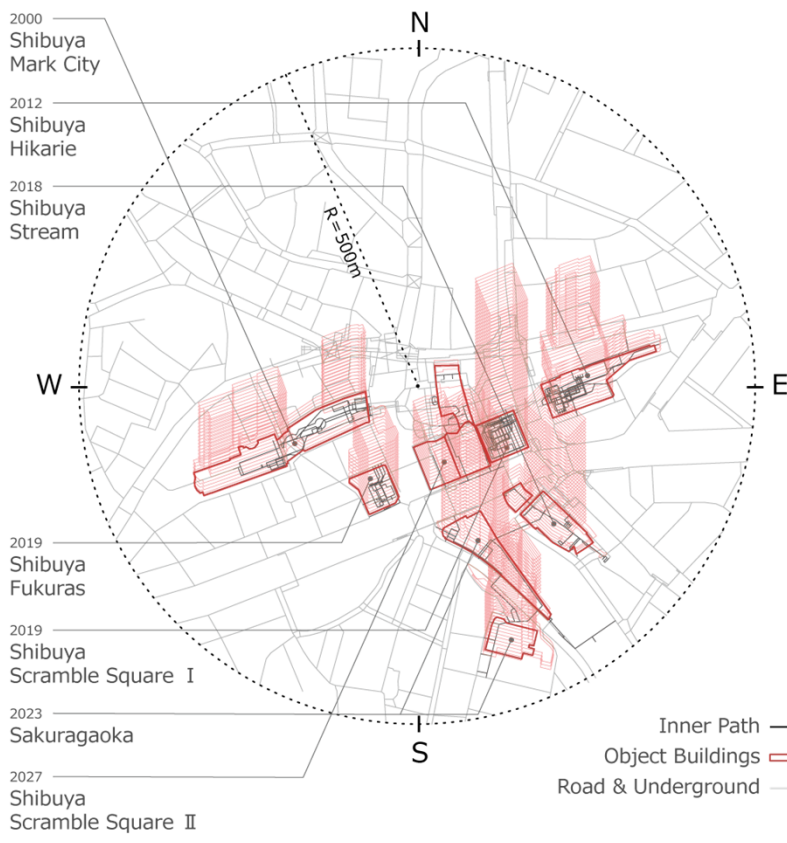 2000
Shibuya
Mark City
2012
Shibuya
Hikarie
2018
Shibuya
Stream
N
R = 500m
W
E
2019
Shibuya
Fukuras
2019
Shibuya
Scramble Square Ⅰ
2023
Sakuragaoka
2027
Shibuya
Scramble Square Ⅱ
S
Inner Path
Object Buildings
Road & Underground